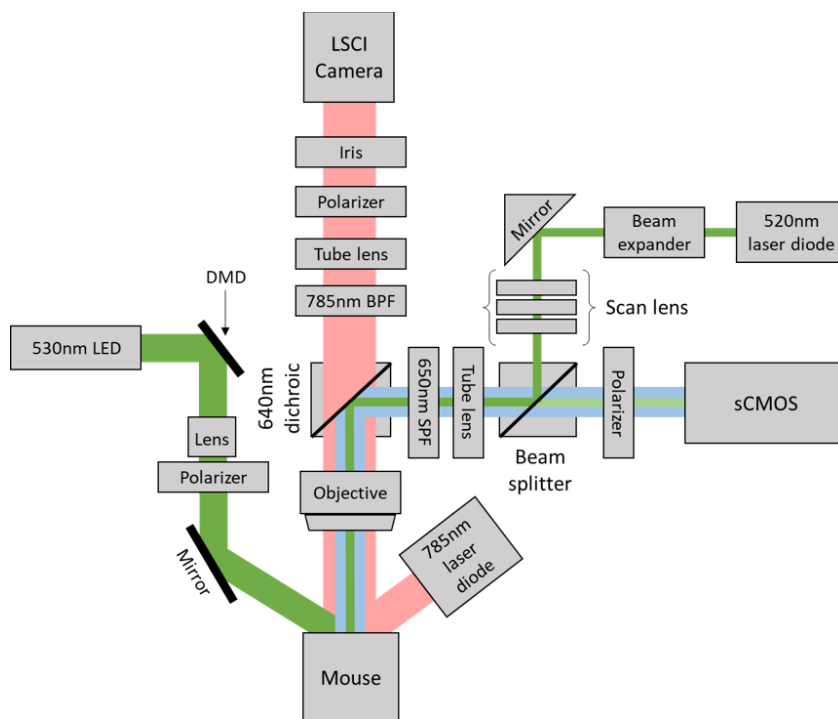 LSCI
Camera
Iris
Polarizer
Tube lens
785nm BPF
DMD
530nm LED
Lens
Polarizer
Mirror
640nm
dichroic
Objective
650nm SPF
Tube lens
Beam
splitter
Polarizer
sCMOS
Mirror
Beam
expander
520nm
laser diode
Scan lens
785nm
laser
diode
Mouse